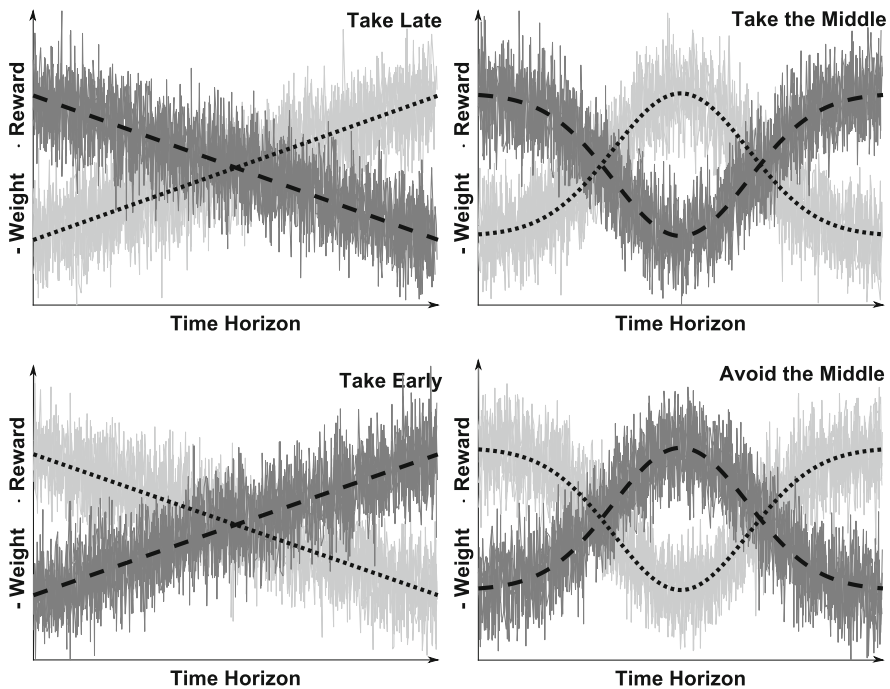 Take Late
- Weight · Reward
Time Horizon
Take the Middle
- Weight · Reward
Time Horizon
Take Early
- Weight · Reward
Time Horizon
Avoid the Middle
- Weight · Reward
Time Horizon